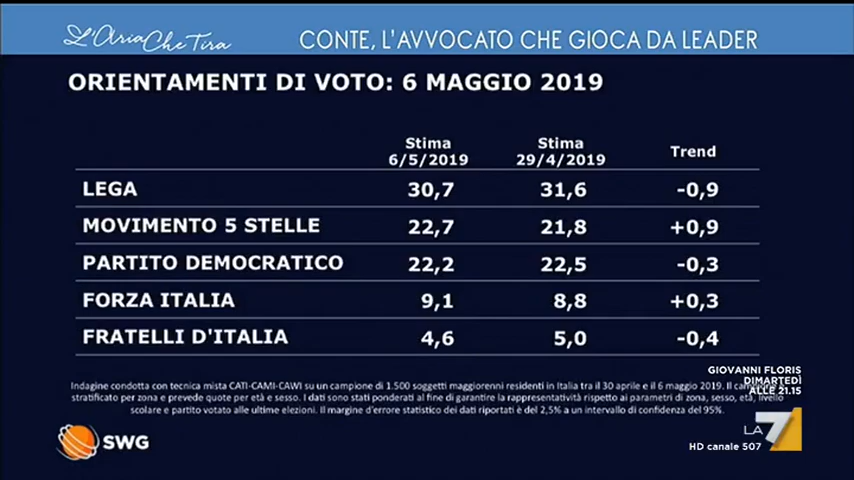 L'Aria Che Tira
CONTE, L'AVVOCATO CHE GIOCA DA LEADER
ORIENTAMENTI DI VOTO: 6 MAGGIO 2019
Stima 6/5/2019 Stima 29/4/2019 Trend
LEGA 30,7 31,6 -0,9
MOVIMENTO 5 STELLE 22,7 21,8 +0,9
PARTITO DEMOCRATICO 22,2 22,5 -0,3
FORZA ITALIA 9,1 8,8 +0,3
FRATELLI D'ITALIA 4,6 5,0 -0,4
GIOVANNI FLORIS
DIMARTEDÌ
ALLE 21.15
Indagine condotta con tecnica mista CATI-CAMI-CAWI su un campione di 1.500 soggetti maggiorenni residenti in Italia tra il 30 aprile e il 6 maggio 2019. Il
stratificato per zona e prevede quote per età e sesso. I dati sono stati ponderati al fine di garantire la rappresentatività rispetto ai parametri di zona, sesso, età, livello
scolare e partito votato alle ultime elezioni. Il margine d'errore statistico dei dati riportati è del 2,5% a un intervallo di confidenza del 95%.
SWG
LA 7
HD canale 507